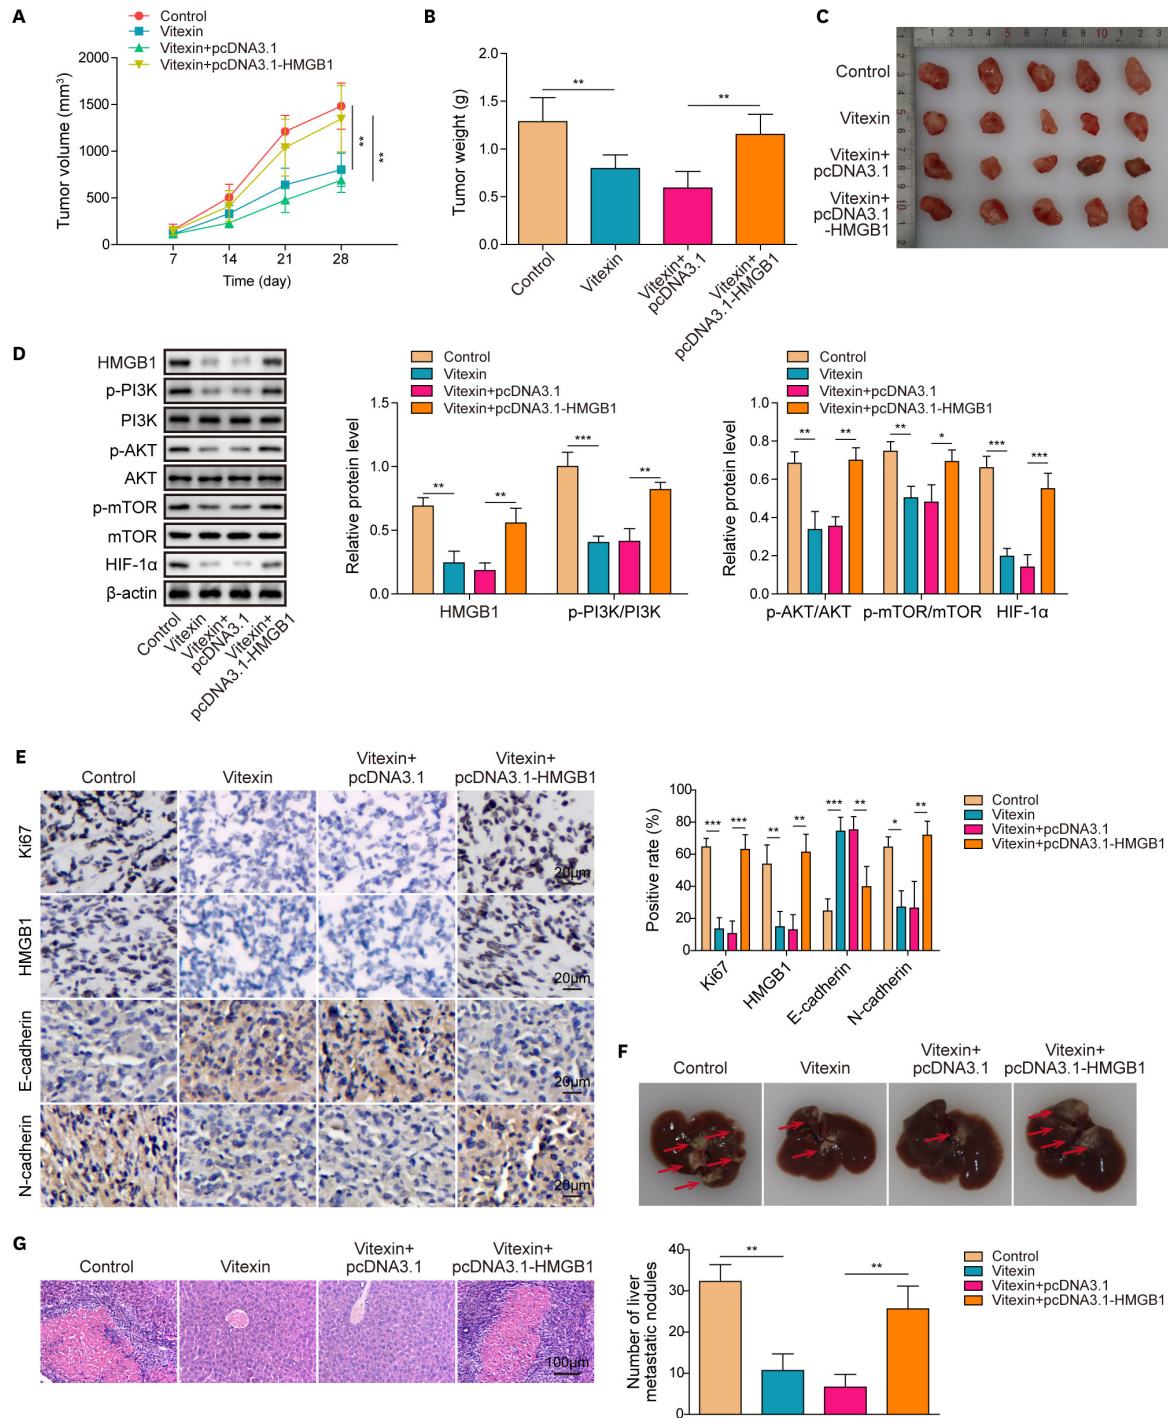 A
Control
Vitexin
Vitexin+pcDNA3.1
Vitexin+pcDNA3.1-HMGB1
Tumor volume (mm³)
2000
1500
1000
500
0
7 14 21 28
Time (day)
**
**
B
Tumor weight (g)
2.0
1.5
1.0
0.5
0.0
** **
Control
Vitexin
Vitexin+
pcDNA3.1
Vitexin+
pcDNA3.1-HMGB1
C
Control
Vitexin
Vitexin+
pcDNA3.1
Vitexin+
pcDNA3.1
-HMGB1
D
HMGB1
p-PI3K
PI3K
p-AKT
AKT
p-mTOR
mTOR
HIF-1α
β-actin
Control
Vitexin
Vitexin+
pcDNA3.1
Vitexin+
pcDNA3.1-HMGB1
Control
Vitexin
Vitexin+pcDNA3.1
Vitexin+pcDNA3.1-HMGB1
Relative protein level
1.5
1.0
0.5
0.0
** ** *** **
HMGB1 p-PI3K/PI3K
Control
Vitexin
Vitexin+pcDNA3.1
Vitexin+pcDNA3.1-HMGB1
Relative protein level
1.0
0.8
0.6
0.4
0.2
0.0
** ** ** * *** ***
p-AKT/AKT p-mTOR/mTOR HIF-1α
E
Control
Vitexin
Vitexin+
pcDNA3.1
Vitexin+
pcDNA3.1-HMGB1
Ki67
20μm
HMGB1
20μm
E-cadherin
20μm
N-cadherin
20μm
Positive rate (%)
100
80
60
40
20
0
*** *** ** ** *** ** * **
Ki67
HMGB1
E-cadherin
N-cadherin
Control
Vitexin
Vitexin+pcDNA3.1
Vitexin+pcDNA3.1-HMGB1
F
Control
Vitexin
Vitexin+
pcDNA3.1
Vitexin+
pcDNA3.1-HMGB1
G
Control
Vitexin
Vitexin+
pcDNA3.1
Vitexin+
pcDNA3.1-HMGB1
100μm
Number of liver
metastatic nodules
40
30
20
10
0
** **
Control
Vitexin
Vitexin+pcDNA3.1
Vitexin+pcDNA3.1-HMGB1